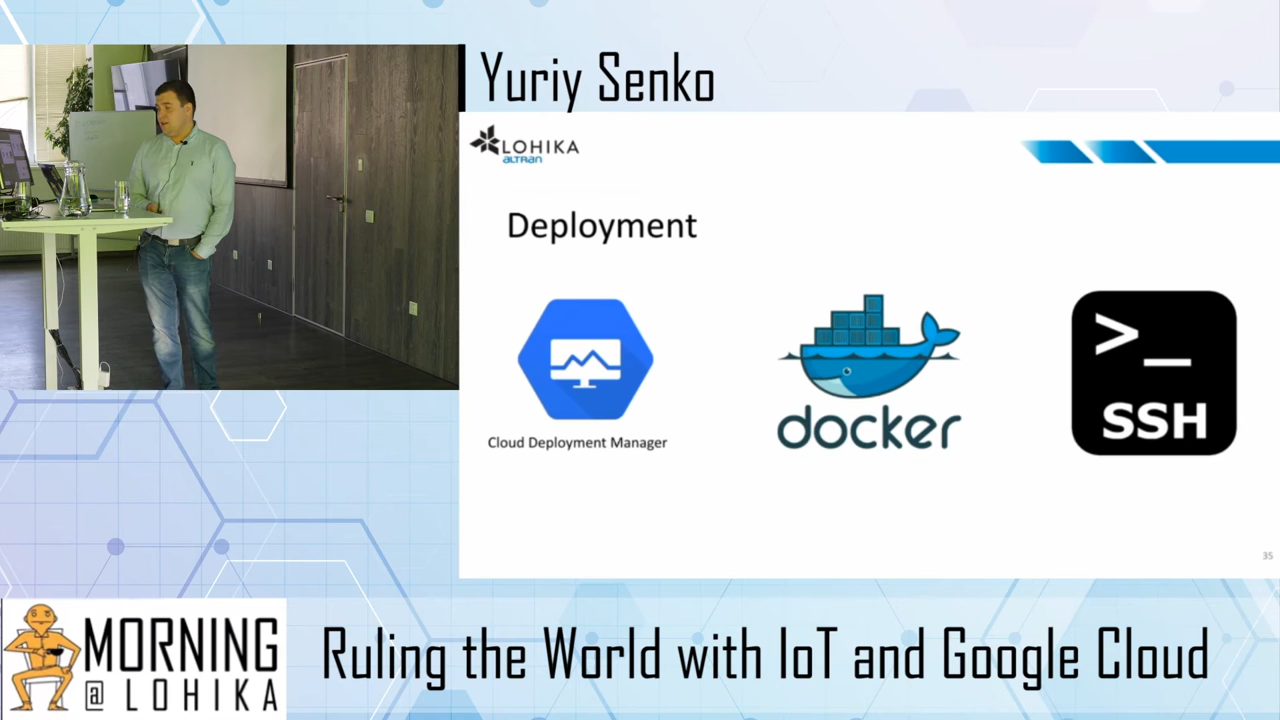 Yuriy Senko
LOHIKA
altran
Deployment
Cloud Deployment Manager
docker
>_
SSH
35
MORNING
@ LOHIKA
Ruling the World with IoT and Google Cloud